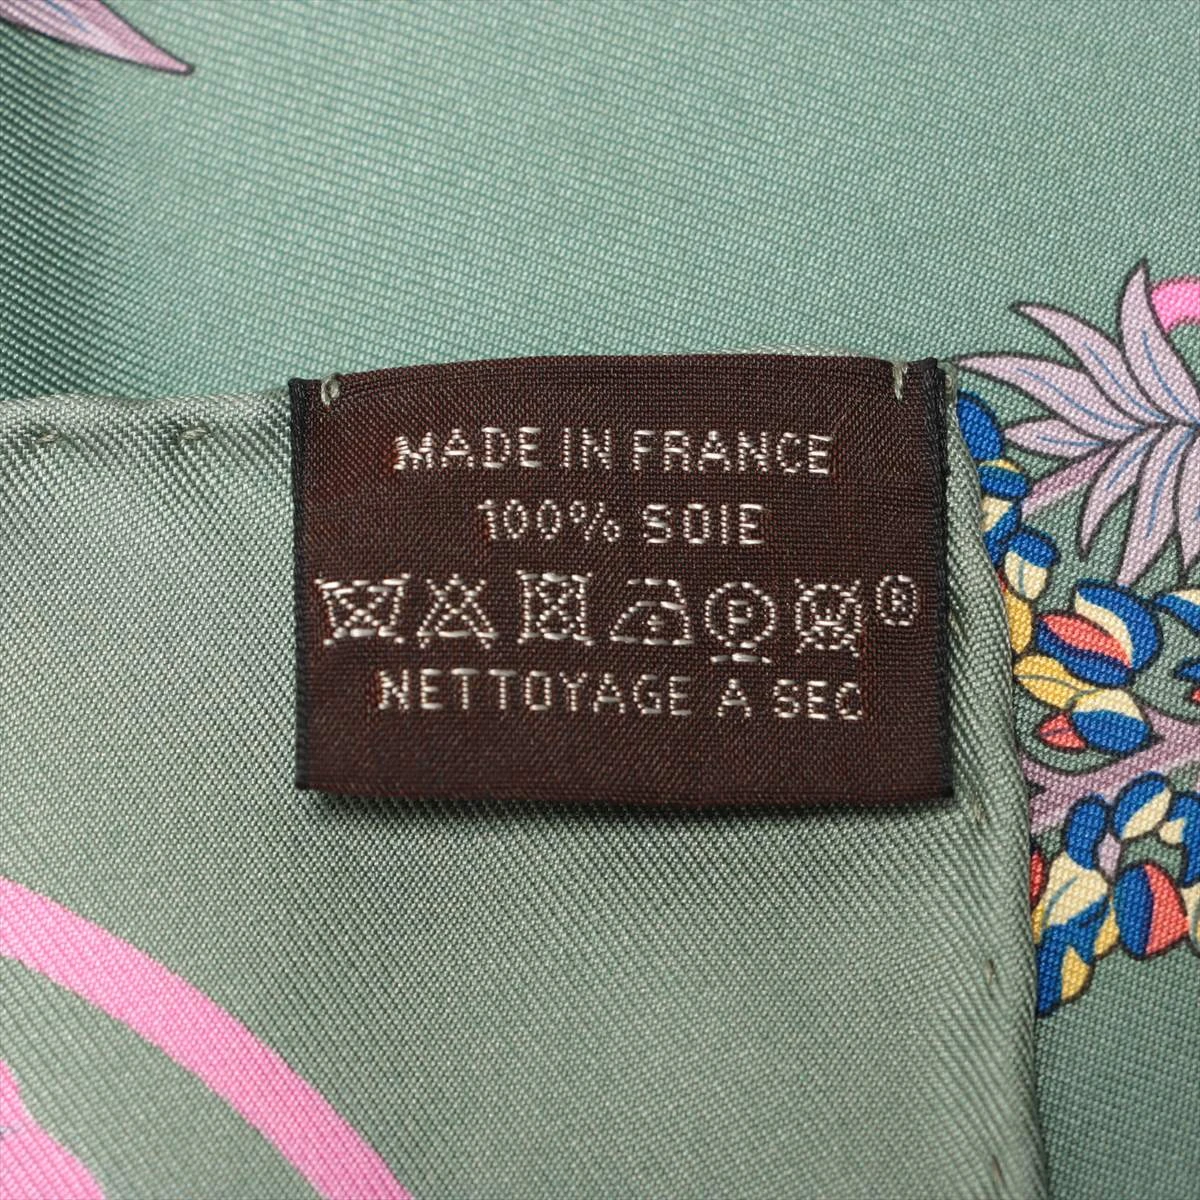 MADE IN FRANCE
100% SOIE
P W ®
NETTOYAGE A SEC